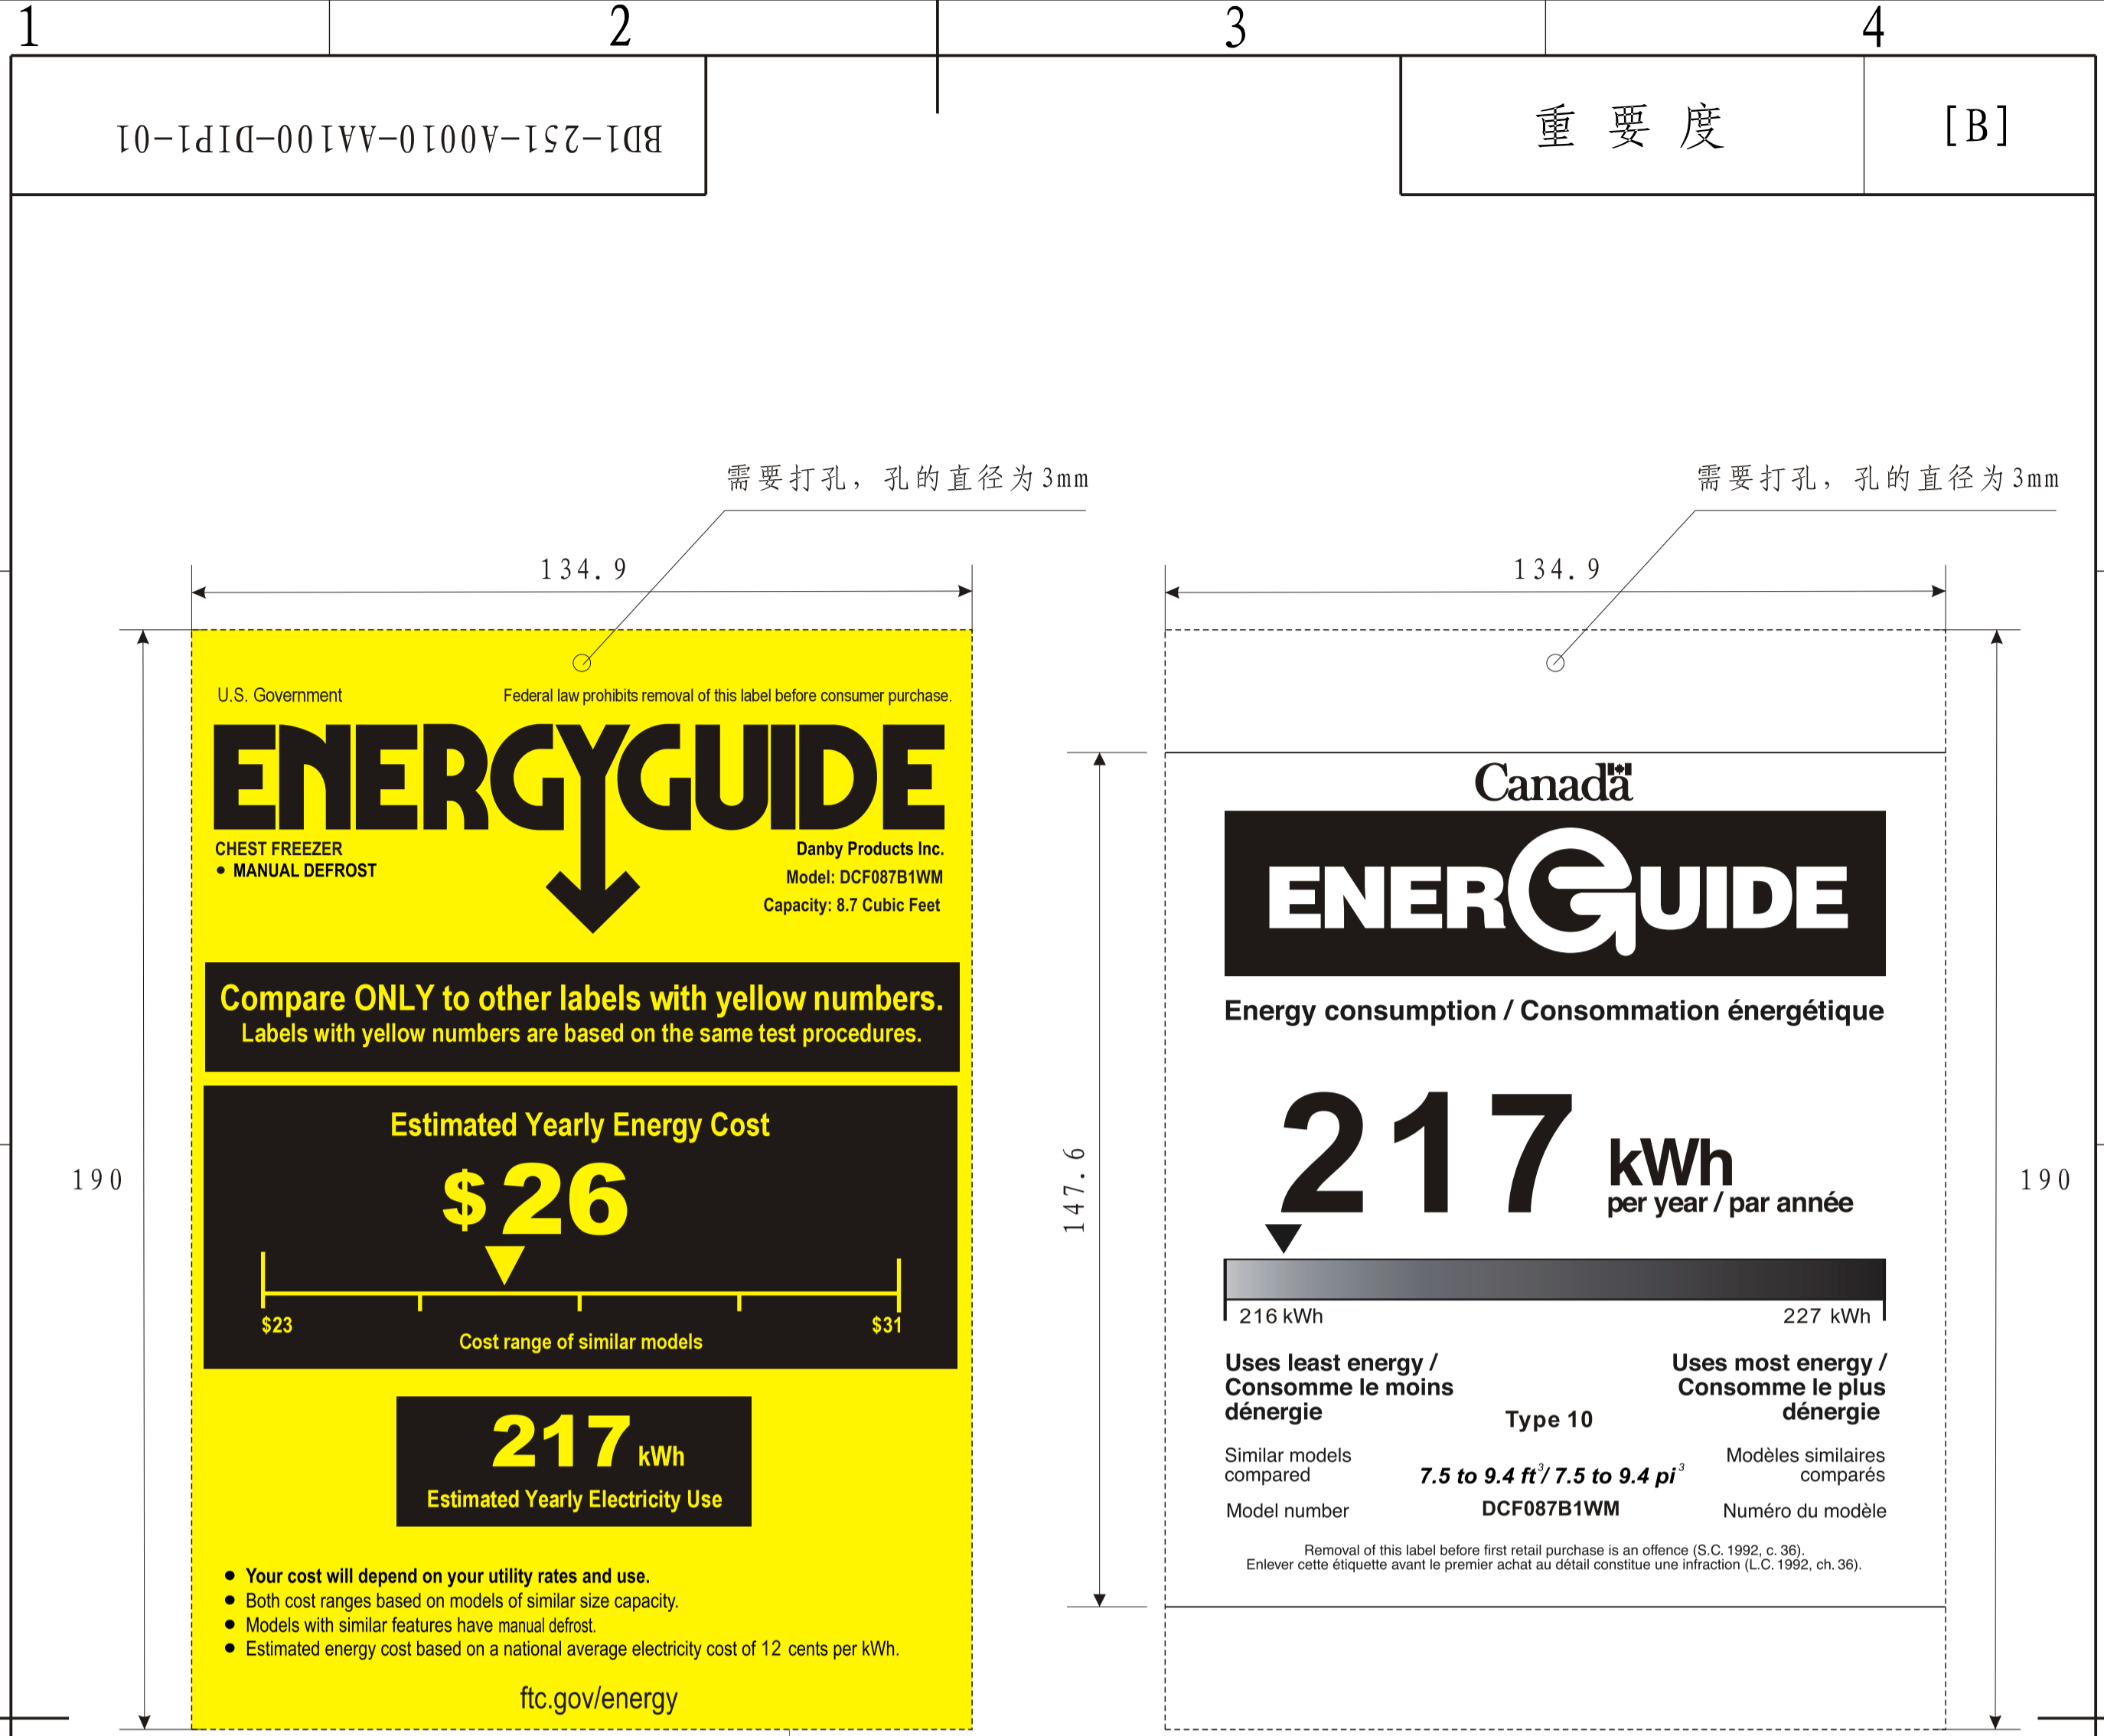 1 2 3 4
BD1-251-A0010-AA100-DIP1-01
重要度 [B]
需要打孔，孔的直径为3mm
134.9
190
U.S. Government Federal law prohibits removal of this label before consumer purchase.
ENERGYGUIDE
CHEST FREEZER
• MANUAL DEFROST
Danby Products Inc.
Model: DCF087B1WM
Capacity: 8.7 Cubic Feet
Compare ONLY to other labels with yellow numbers.
Labels with yellow numbers are based on the same test procedures.
Estimated Yearly Energy Cost
$26
$23 $31
Cost range of similar models
217 kWh
Estimated Yearly Electricity Use
• Your cost will depend on your utility rates and use.
• Both cost ranges based on models of similar size capacity.
• Models with similar features have manual defrost.
• Estimated energy cost based on a national average electricity cost of 12 cents per kWh.
ftc.gov/energy
需要打孔，孔的直径为3mm
134.9
147.6
190
Canada
ENERGUIDE
Energy consumption / Consommation énergétique
217 kWh
per year / par année
216 kWh 227 kWh
Uses least energy /
Consomme le moins
dénergie
Uses most energy /
Consomme le plus
dénergie
Type 10
Similar models
compared
7.5 to 9.4 ft³/ 7.5 to 9.4 pi³
Modèles similaires
comparés
Model number DCF087B1WM Numéro du modèle
Removal of this label before first retail purchase is an offence (S.C. 1992, c. 36).
Enlever cette étiquette avant le premier achat au détail constitue une infraction (L.C. 1992, ch. 36).